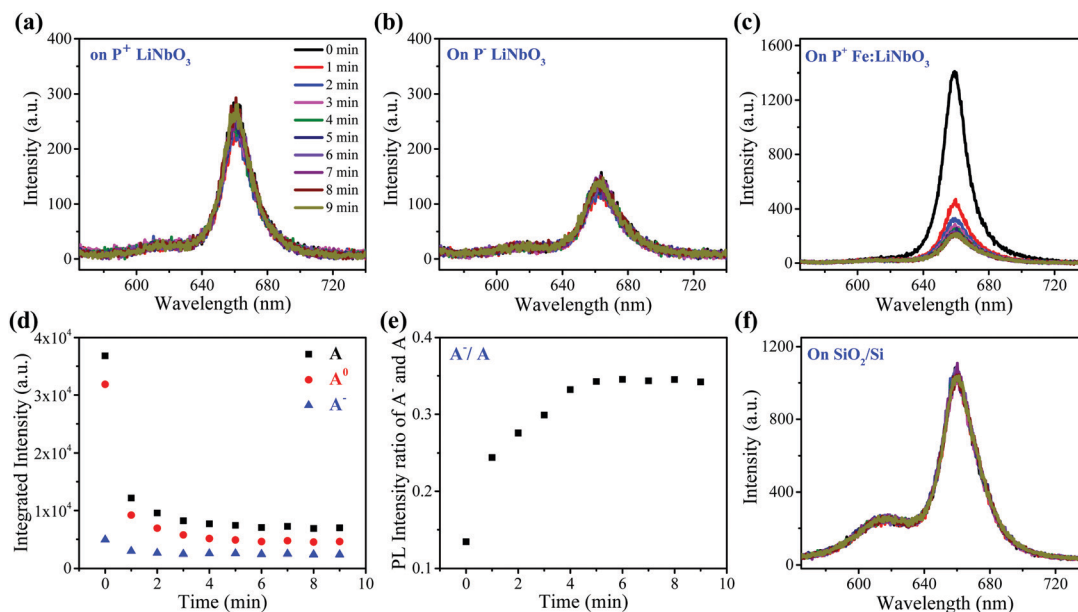 (a)
on P⁺ LiNbO₃
0 min
1 min
2 min
3 min
4 min
5 min
6 min
7 min
8 min
9 min
400
300
200
100
0
Intensity (a.u.)
600 640 680 720
Wavelength (nm)
(b)
On P⁻ LiNbO₃
400
300
200
100
0
Intensity (a.u.)
600 640 680 720
Wavelength (nm)
(c)
On P⁺ Fe:LiNbO₃
1600
1200
800
400
0
Intensity (a.u.)
600 640 680 720
Wavelength (nm)
(d)
A
A⁰
A⁻
4x10⁴
3x10⁴
2x10⁴
1x10⁴
0
Integrated Intensity (a.u.)
0 2 4 6 8 10
Time (min)
(e)
A⁻/ A
0.4
0.3
0.2
0.1
PL Intensity ratio of A⁻ and A
0 2 4 6 8 10
Time (min)
(f)
On SiO₂/Si
1200
900
600
300
0
Intensity (a.u.)
600 640 680 720
Wavelength (nm)